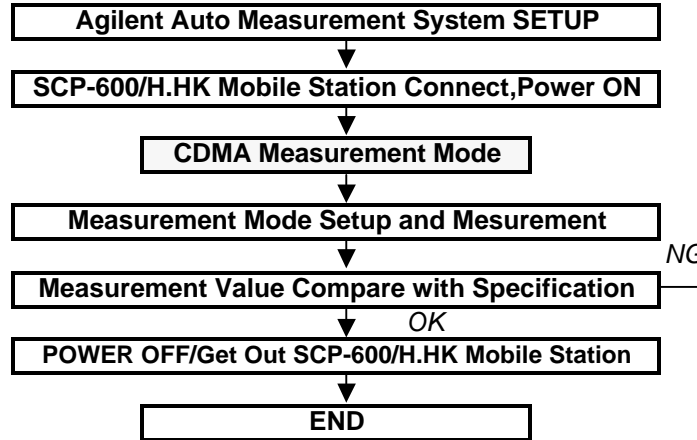 Agilent Auto Measurement System SETUP
SCP-600/H.HK Mobile Station Connect,Power ON
CDMA Measurement Mode
Measurement Mode Setup and Mesurement
NG
Measurement Value Compare with Specification
OK
POWER OFF/Get Out SCP-600/H.HK Mobile Station
END